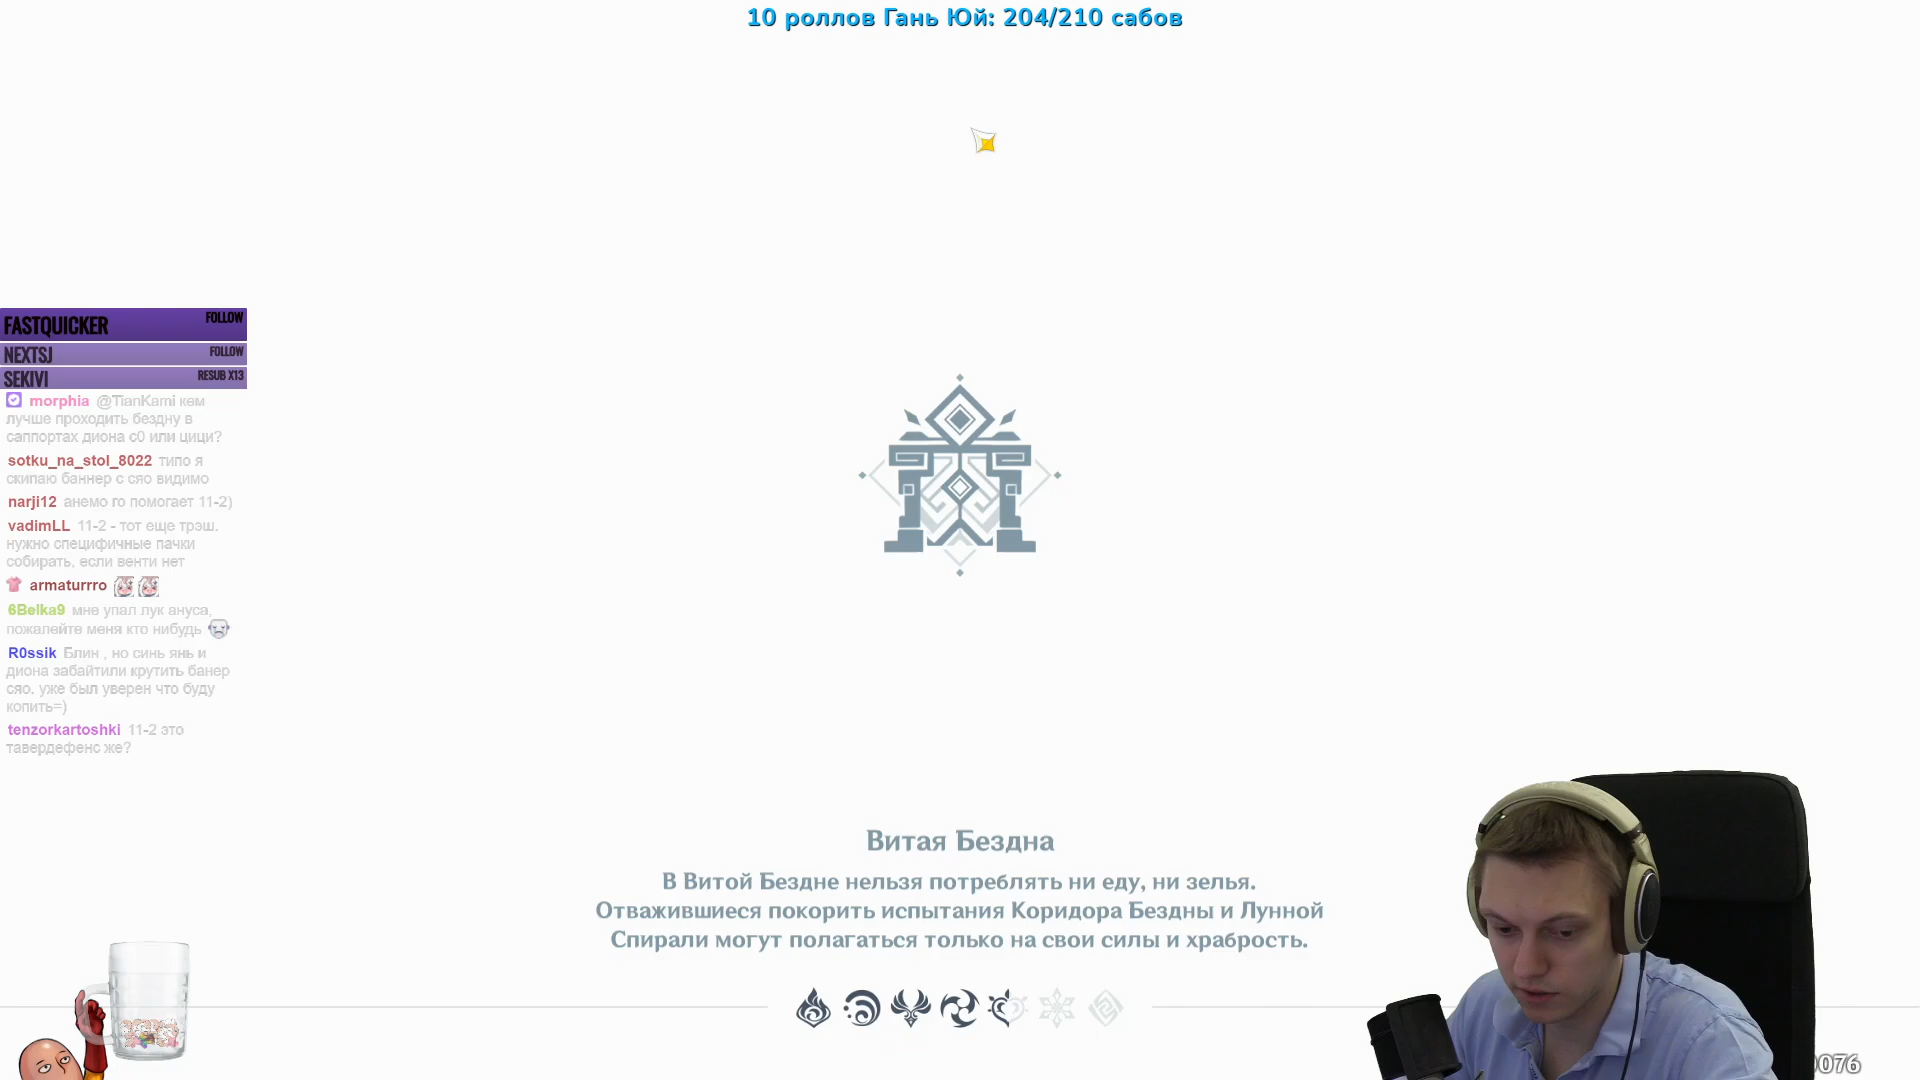 10 роллов Гань Юй: 204/210 сабов
FASTQUICKER FOLLOW
NEXTSJ FOLLOW
SEKIVI RESUB X13
morphia @TianKami кем
лучше проходить бездну в
саппортах диона с0 или цици?
sotku_na_stol_8022 типо я
скипаю баннер с сяо видимо
narji12 анемо го помогает 11-2)
vadimLL 11-2 - тот еще трэш.
нужно специфичные пачки
собирать, если венти нет
armaturrro
6Belka9 мне упал лук ануса,
пожалейте меня кто нибудь
R0ssik Блин , но синь янь и
диона забайтили крутить банер
сяо. уже был уверен что буду
копить=)
tenzorkartoshki 11-2 это
тавердефенс же?
Витая Бездна
В Витой Бездне нельзя потреблять ни еду, ни зелья.
Отважившиеся покорить испытания Коридора Бездны и Лунной
Спирали могут полагаться только на свои силы и храбрость.
0076